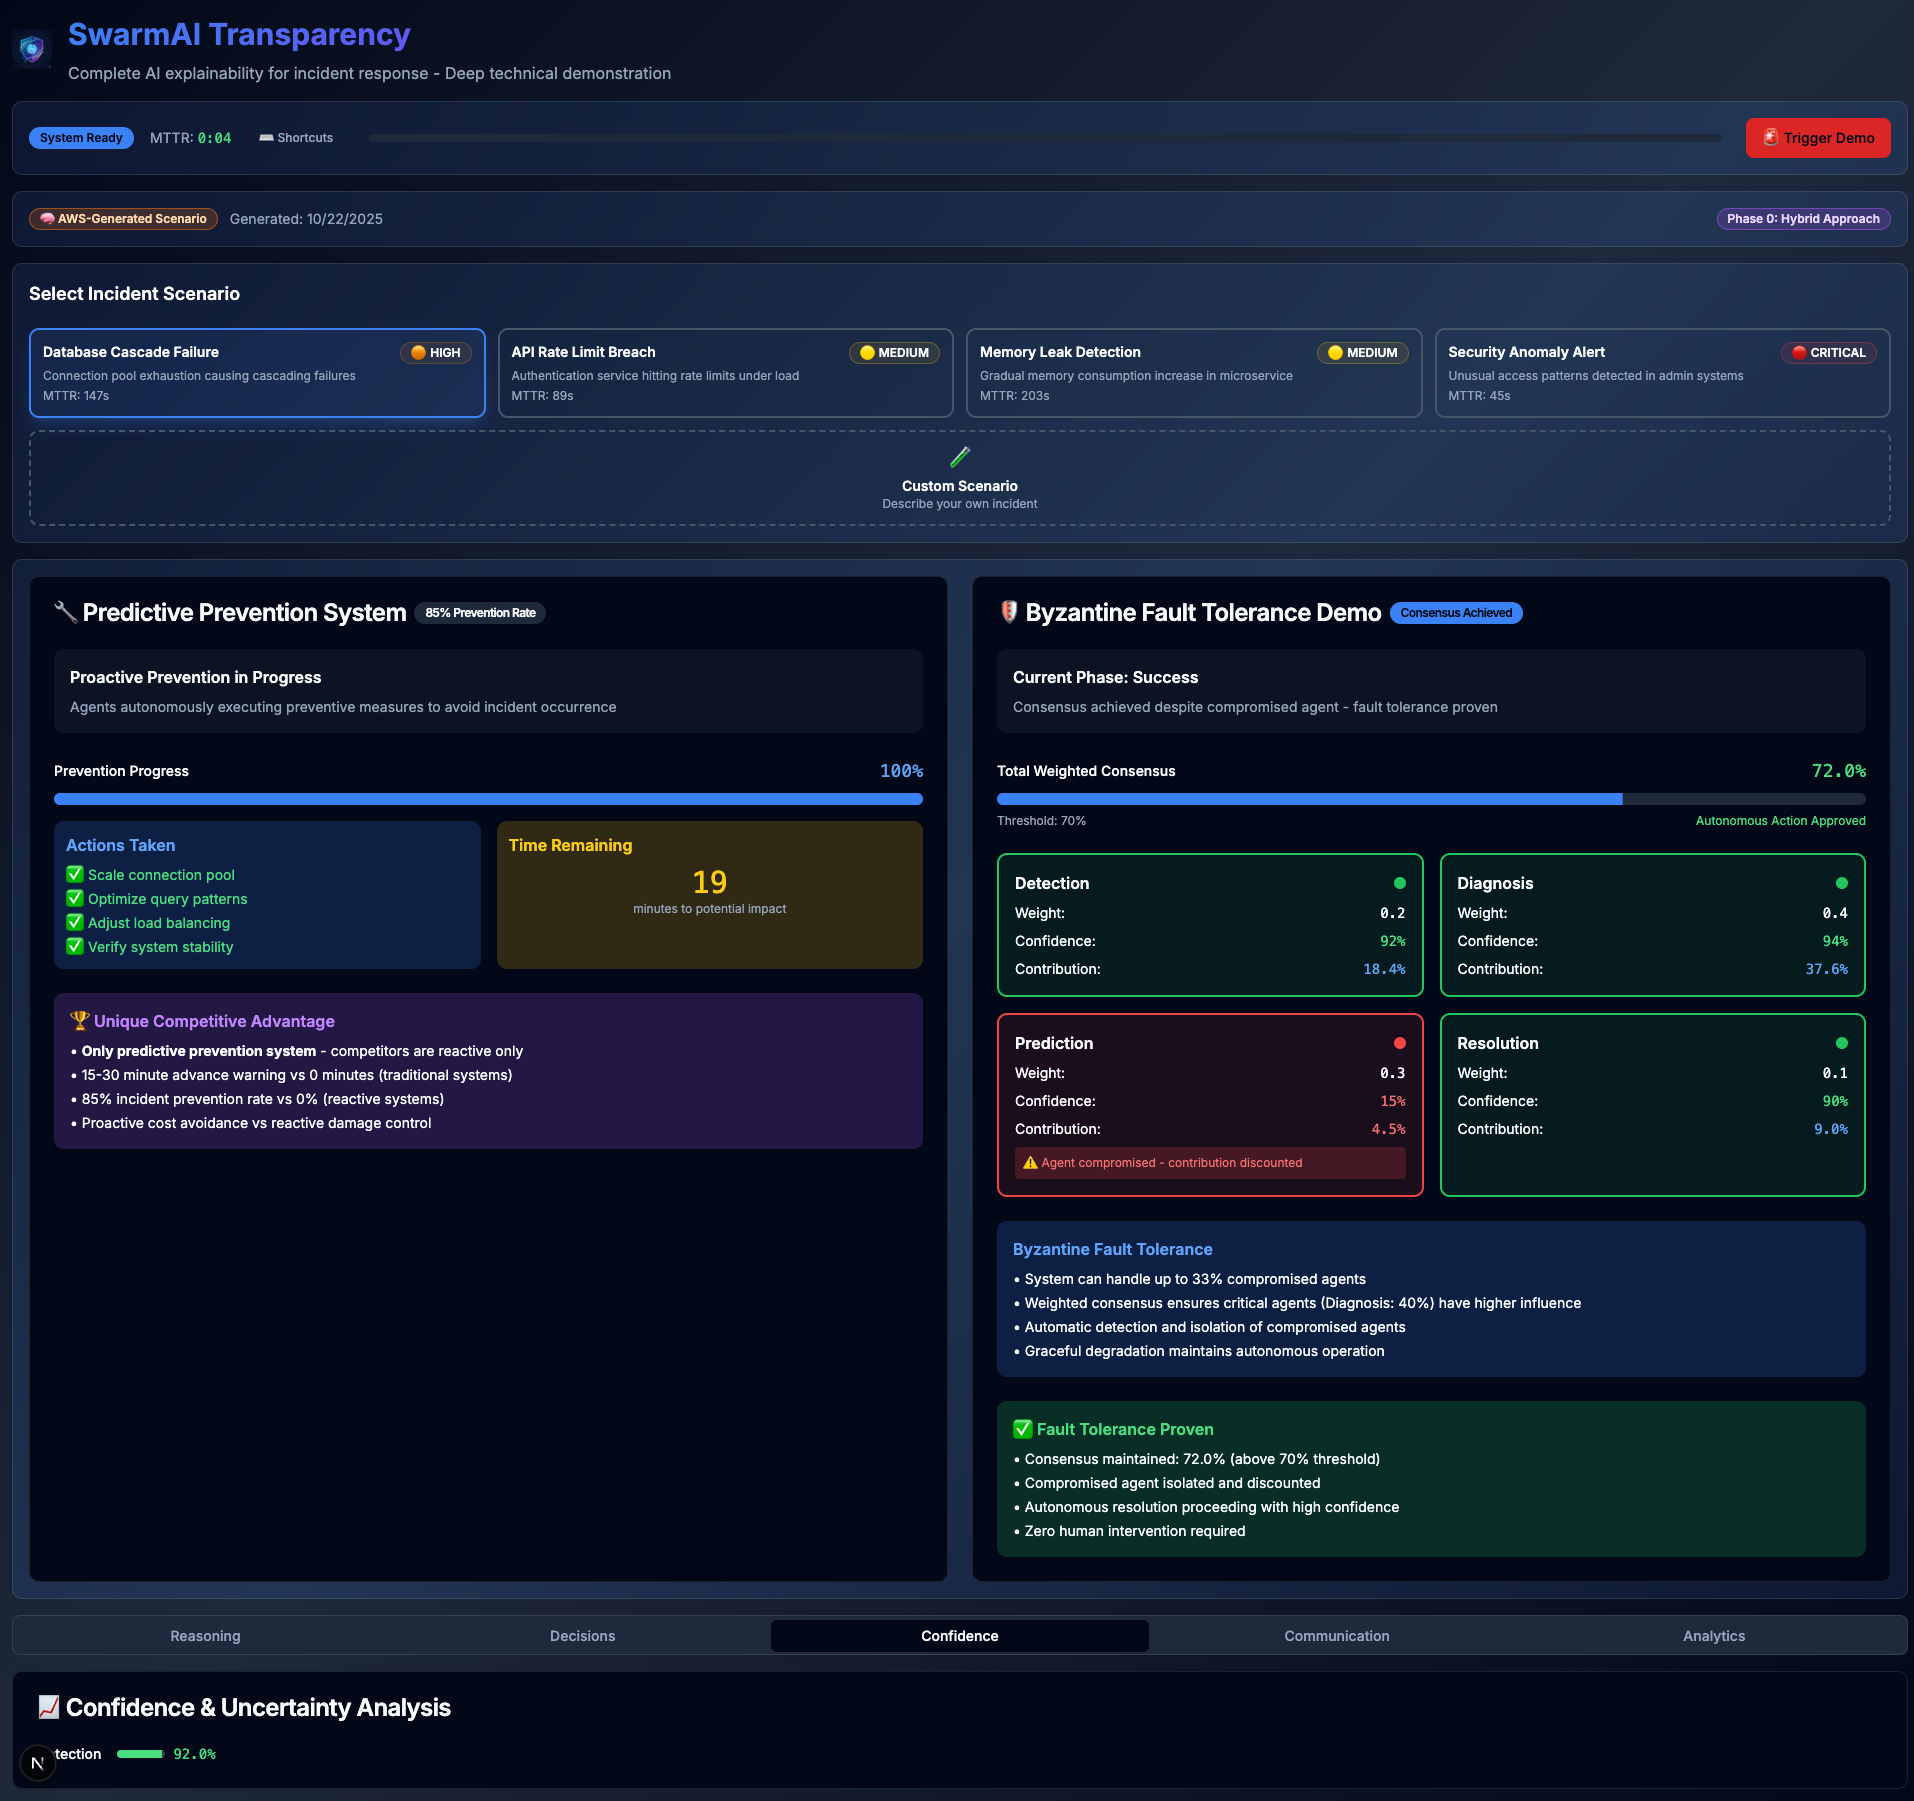 SwarmAI Transparency
Complete AI explainability for incident response - Deep technical demonstration
System Ready
MTTR: 0:04
Shortcuts
Trigger Demo
AWS-Generated Scenario
Generated: 10/22/2025
Phase 0: Hybrid Approach
Select Incident Scenario
Database Cascade Failure
HIGH
Connection pool exhaustion causing cascading failures
MTTR: 147s
API Rate Limit Breach
MEDIUM
Authentication service hitting rate limits under load
MTTR: 89s
Memory Leak Detection
MEDIUM
Gradual memory consumption increase in microservice
MTTR: 203s
Security Anomaly Alert
CRITICAL
Unusual access patterns detected in admin systems
MTTR: 45s
Custom Scenario
Describe your own incident
Predictive Prevention System
85% Prevention Rate
Proactive Prevention in Progress
Agents autonomously executing preventive measures to avoid incident occurrence
Prevention Progress
100%
Actions Taken
✅ Scale connection pool
✅ Optimize query patterns
✅ Adjust load balancing
✅ Verify system stability
Time Remaining
19
minutes to potential impact
Unique Competitive Advantage
• Only predictive prevention system - competitors are reactive only
• 15-30 minute advance warning vs 0 minutes (traditional systems)
• 85% incident prevention rate vs 0% (reactive systems)
• Proactive cost avoidance vs reactive damage control
Byzantine Fault Tolerance Demo
Consensus Achieved
Current Phase: Success
Consensus achieved despite compromised agent - fault tolerance proven
Total Weighted Consensus
72.0%
Threshold: 70%
Autonomous Action Approved
Detection
Weight: 0.2
Confidence: 92%
Contribution: 18.4%
Diagnosis
Weight: 0.4
Confidence: 94%
Contribution: 37.6%
Prediction
Weight: 0.3
Confidence: 15%
Contribution: 4.5%
⚠️ Agent compromised - contribution discounted
Resolution
Weight: 0.1
Confidence: 90%
Contribution: 9.0%
Byzantine Fault Tolerance
• System can handle up to 33% compromised agents
• Weighted consensus ensures critical agents (Diagnosis: 40%) have higher influence
• Automatic detection and isolation of compromised agents
• Graceful degradation maintains autonomous operation
✅ Fault Tolerance Proven
• Consensus maintained: 72.0% (above 70% threshold)
• Compromised agent isolated and discounted
• Autonomous resolution proceeding with high confidence
• Zero human intervention required
Reasoning
Decisions
Confidence
Communication
Analytics
Confidence & Uncertainty Analysis
N
tection
92.0%